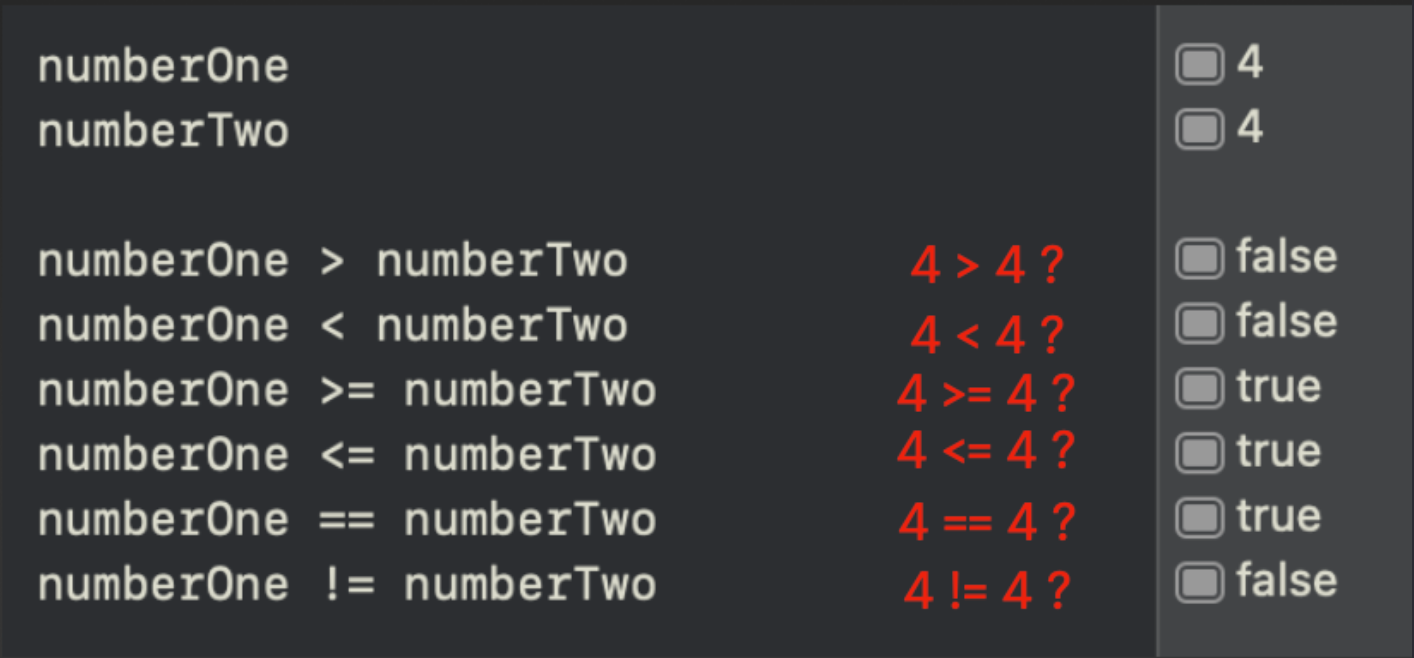 numberOne 4
numberTwo 4
numberOne > numberTwo 4 > 4 ? false
numberOne < numberTwo 4 < 4 ? false
numberOne >= numberTwo 4 >= 4 ? true
numberOne <= numberTwo 4 <= 4 ? true
numberOne == numberTwo 4 == 4 ? true
numberOne != numberTwo 4 != 4 ? false